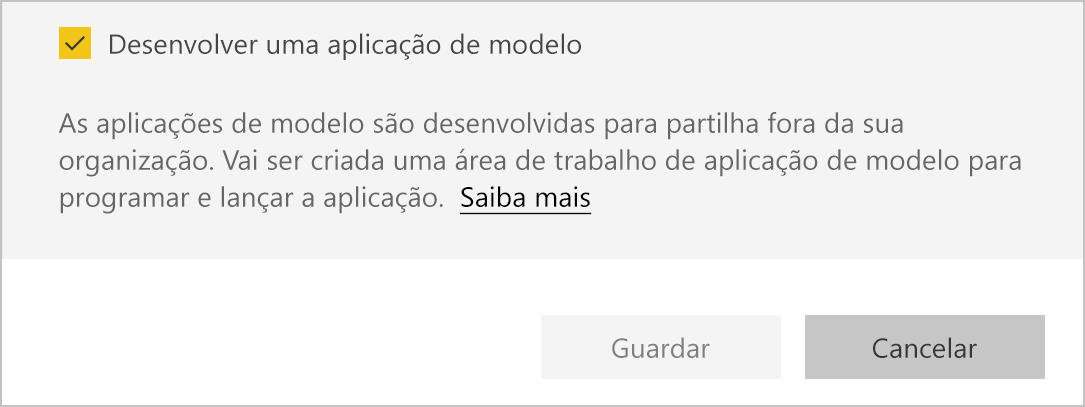 Desenvolver uma aplicação de modelo
As aplicações de modelo são desenvolvidas para partilha fora da sua
organização. Vai ser criada uma área de trabalho de aplicação de modelo para
programar e lançar a aplicação. Saiba mais
Guardar Cancelar